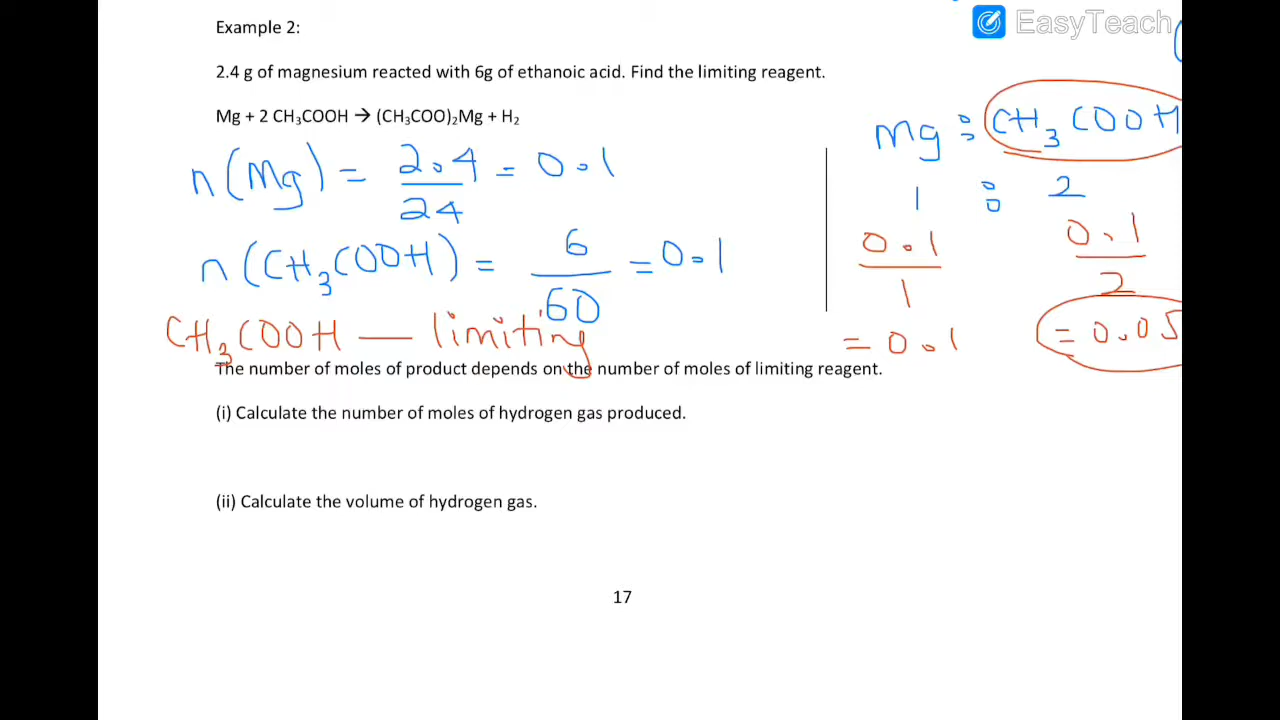 EasyTeach
Example 2:
2.4 g of magnesium reacted with 6g of ethanoic acid. Find the limiting reagent.
Mg + 2 CH₃COOH → (CH₃COO)₂Mg + H₂
n(Mg) = 2.4/24 = 0.1
n(CH₃COOH) = 6/60 = 0.1
CH₃COOH — limiting
Mg : CH₃COOH
1 : 2
0.1/1 0.1/2
= 0.1 = 0.05
The number of moles of product depends on the number of moles of limiting reagent.
(i) Calculate the number of moles of hydrogen gas produced.
(ii) Calculate the volume of hydrogen gas.
17